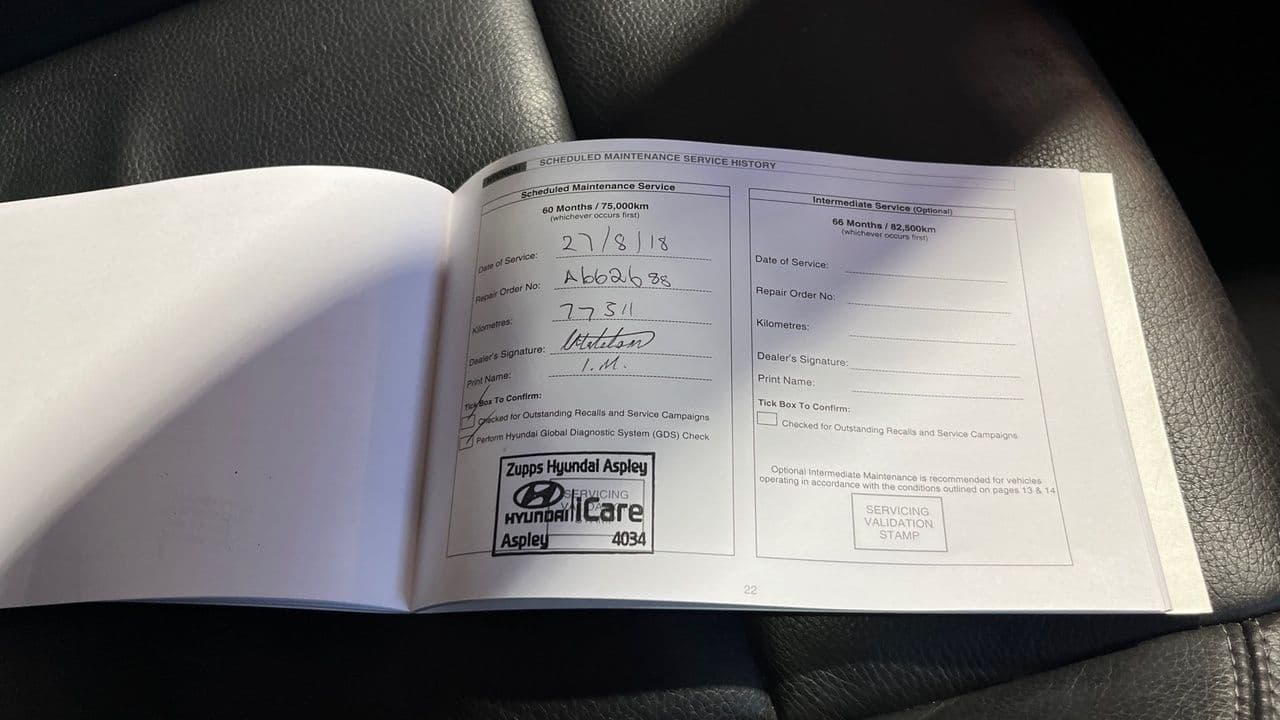 HYUNDAI SCHEDULED MAINTENANCE SERVICE HISTORY
Scheduled Maintenance Service
60 Months / 75,000km
(whichever occurs first)
Date of Service: 27/8/18
Repair Order No: A662688
Kilometres: 77311
Dealer's Signature:
Print Name: I.M.
Tick Box To Confirm:
Checked for Outstanding Recalls and Service Campaigns
Perform Hyundai Global Diagnostic System (GDS) Check
Zupps Hyundai Aspley
SERVICING
HYUNDAI iCare
Aspley 4034
Intermediate Service (Optional)
66 Months / 82,500km
(whichever occurs first)
Date of Service:
Repair Order No:
Kilometres:
Dealer's Signature:
Print Name:
Tick Box To Confirm:
Checked for Outstanding Recalls and Service Campaigns
Optional Intermediate Maintenance is recommended for vehicles
operating in accordance with the conditions outlined on pages 13 & 14
SERVICING
VALIDATION
STAMP
22